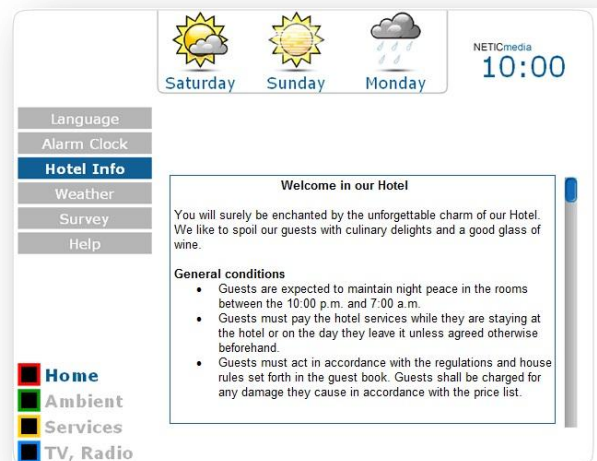 Saturday
Sunday
Monday
NETICmedia
10:00
Language
Alarm Clock
Hotel Info
Weather
Survey
Help
Welcome in our Hotel
You will surely be enchanted by the unforgettable charm of our Hotel.
We like to spoil our guests with culinary delights and a good glass of
wine.
General conditions
• Guests are expected to maintain night peace in the rooms
between the 10:00 p.m. and 7:00 a.m.
• Guests must pay the hotel services while they are staying at
the hotel or on the day they leave it unless agreed otherwise
beforehand.
• Guests must act in accordance with the regulations and house
rules set forth in the guest book. Guests shall be charged for
any damage they cause in accordance with the price list.
Home
Ambient
Services
TV, Radio